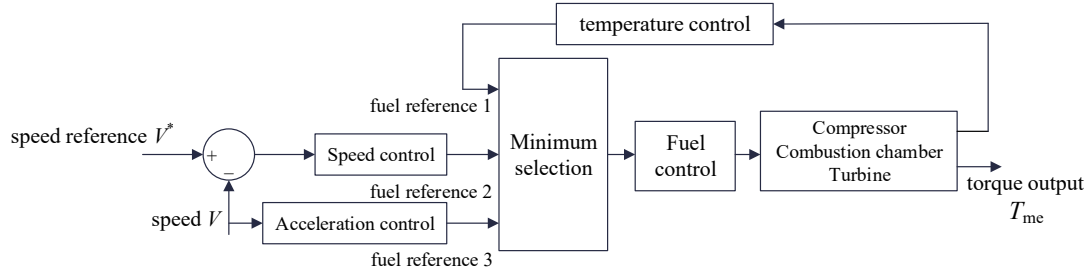 temperature control
fuel reference 1
speed reference V*
+
Speed control
Minimum
selection
Fuel
control
Compressor
Combustion chamber
Turbine
−
fuel reference 2
torque output
T_me
speed V
Acceleration control
fuel reference 3